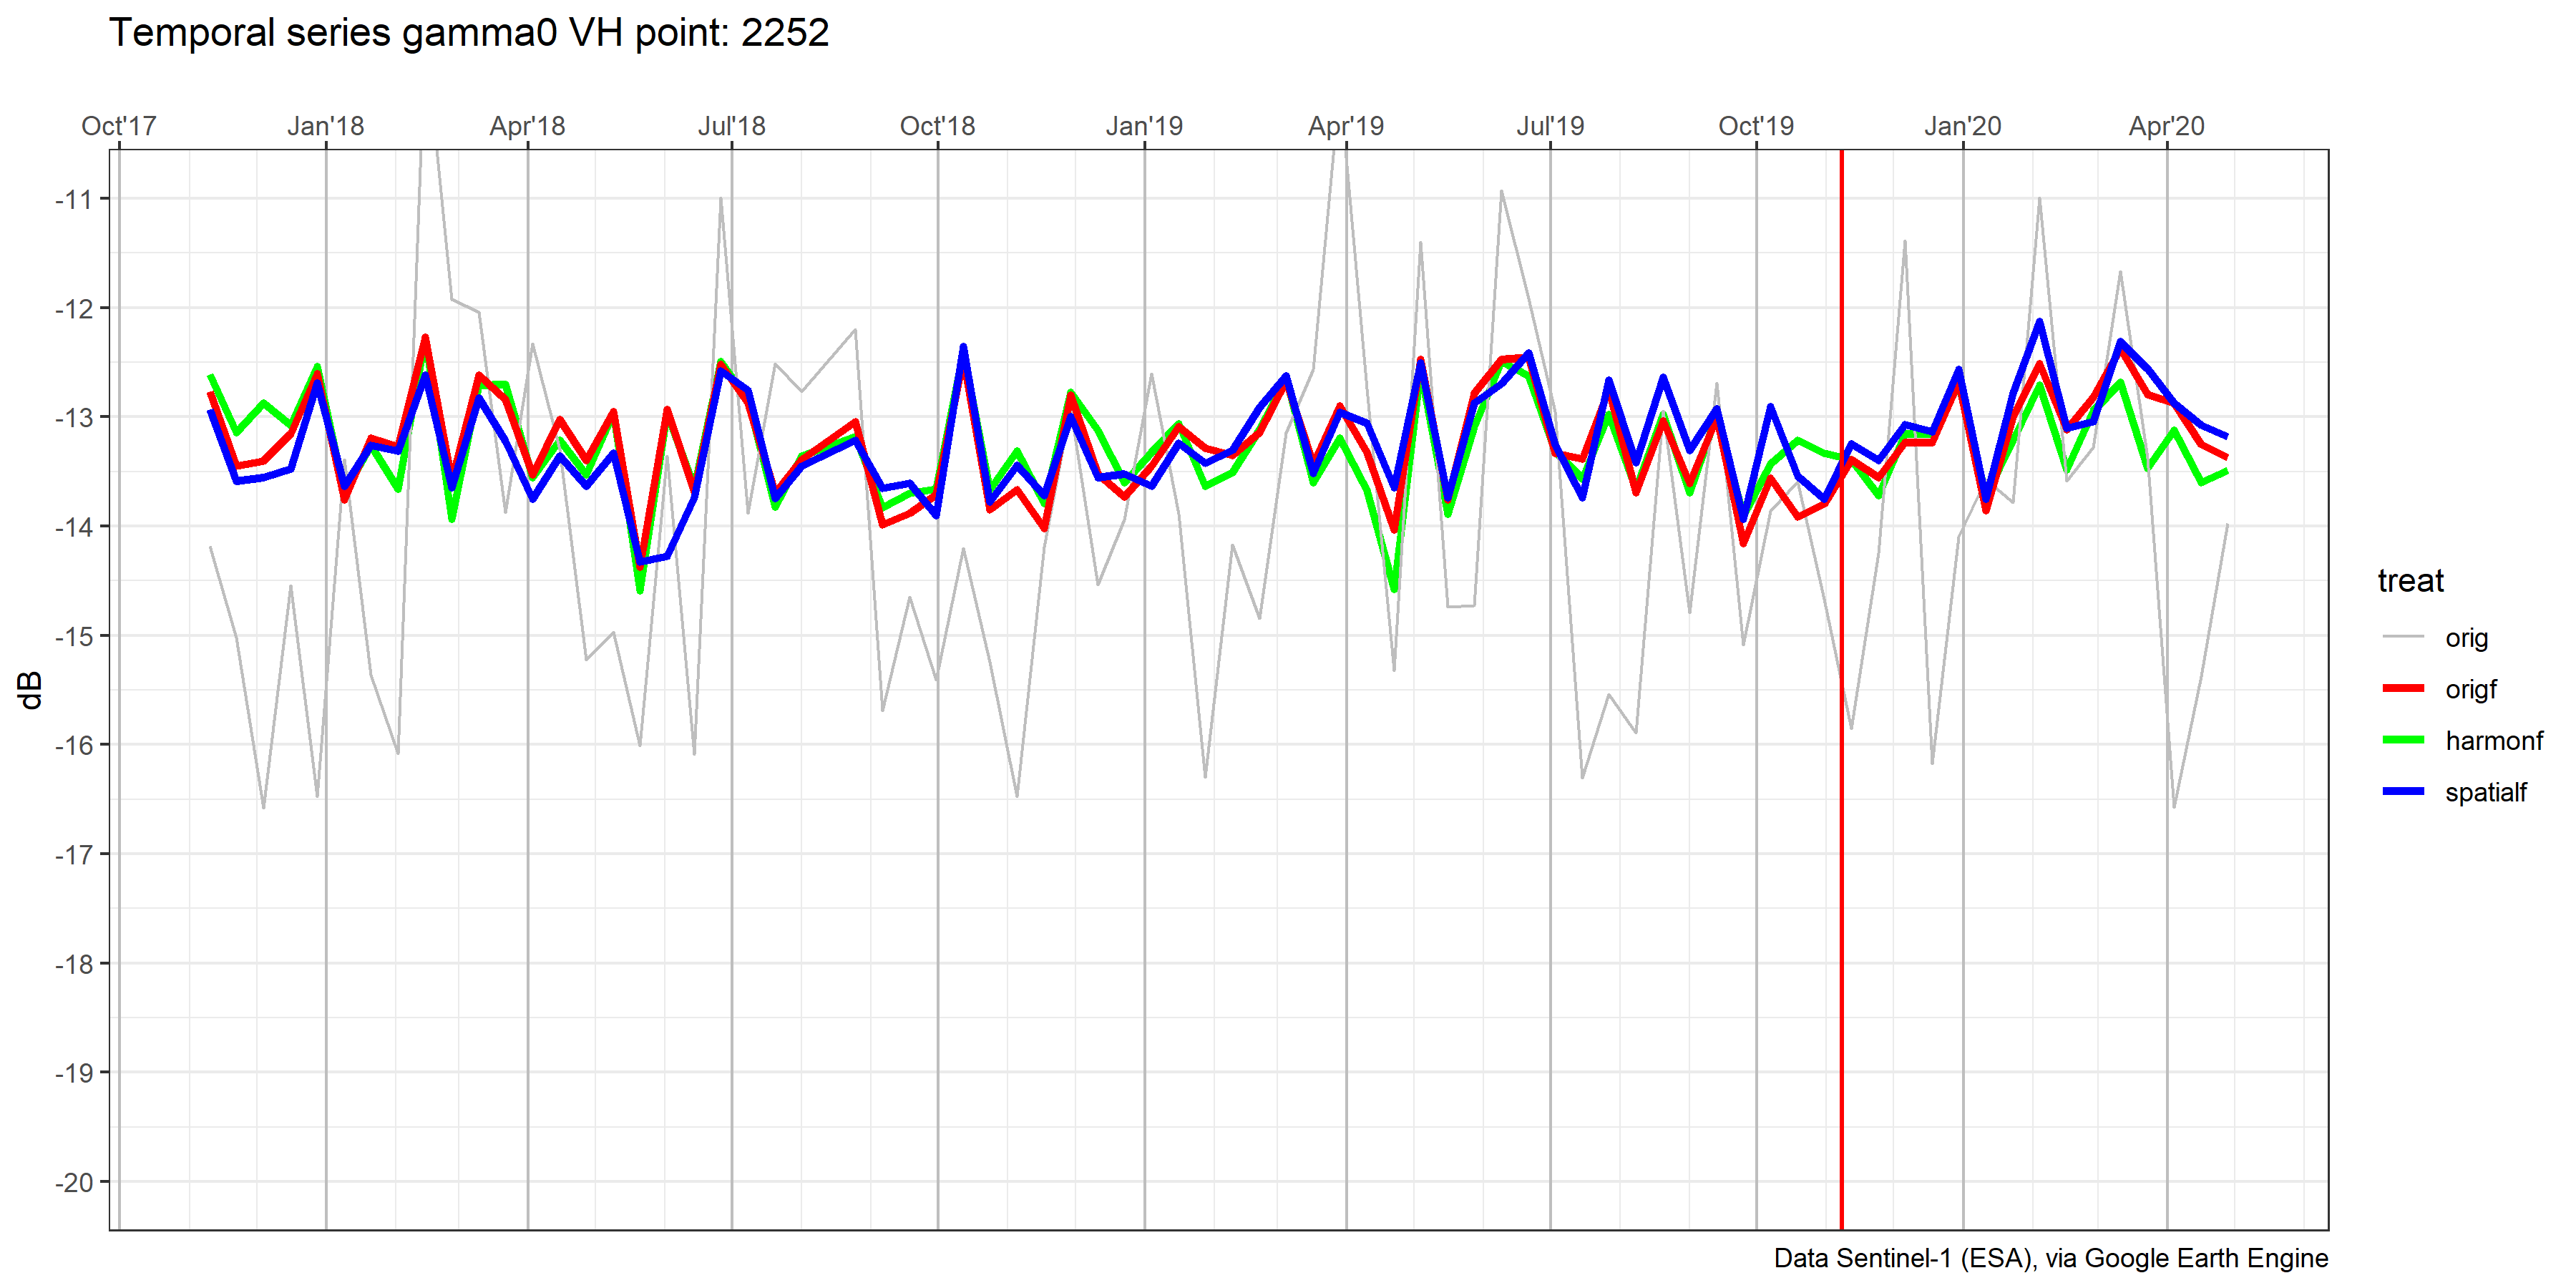 Temporal series gamma0 VH point: 2252
Oct'17 Jan'18 Apr'18 Jul'18 Oct'18 Jan'19 Apr'19 Jul'19 Oct'19 Jan'20 Apr'20
-11
-12
-13
-14
-15
-16
-17
-18
-19
-20
dB
treat
orig
origf
harmonf
spatialf
Data Sentinel-1 (ESA), via Google Earth Engine